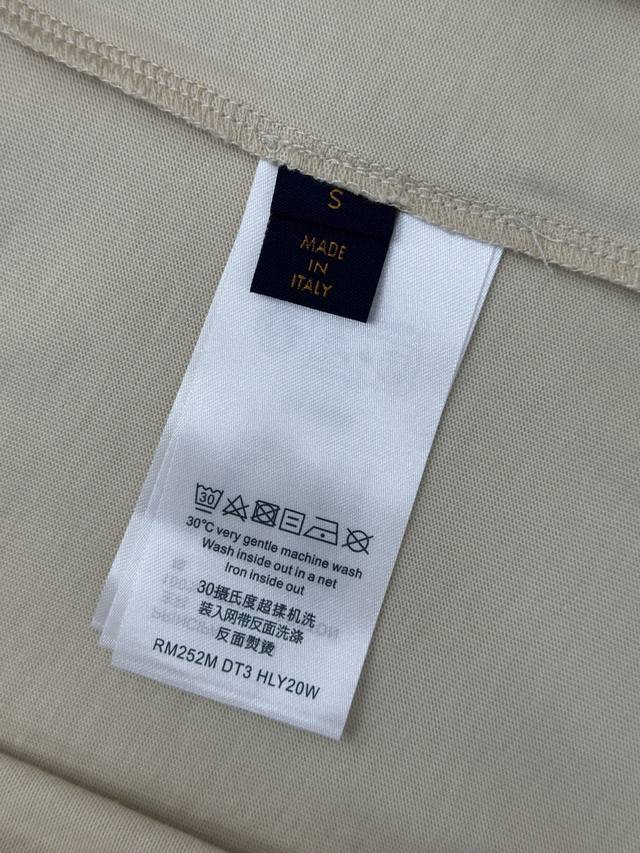 S
MADE
IN
ITALY
30
30°C very gentle machine wash
Wash inside out in a net
Iron inside out
30摄氏度超揉机洗
装入网带反面洗涤
反面熨烫
RM252M DT3 HLY20W